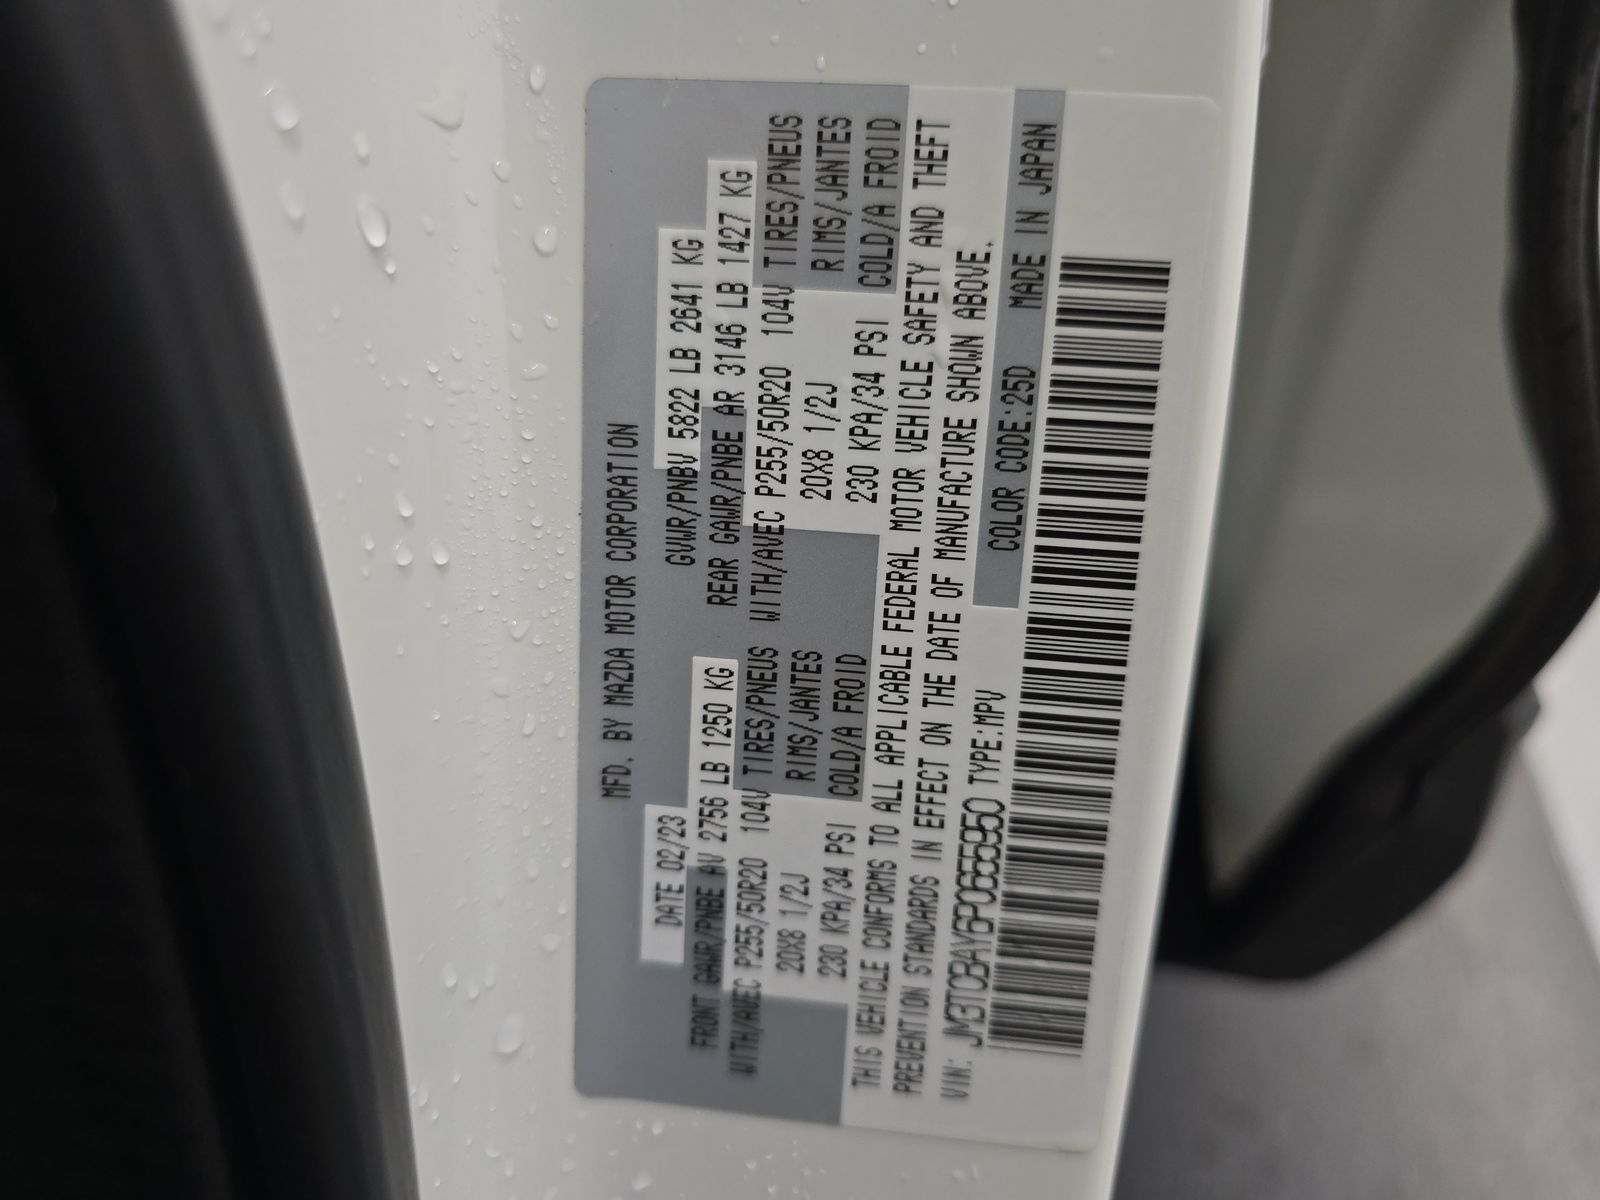 MFD. BY MAZDA MOTOR CORPORATION
DATE 02/23 GVWR/PNBV 5822 LB 2641 KG
FRONT GAWR/PNBE AV 2756 LB 1250 KG REAR GAWR/PNBE AR 3146 LB 1427 KG
WITH/AVEC P255/50R20 104V TIRES/PNEUS WITH/AVEC P255/50R20 104V TIRES/PNEUS
20X8 1/2J RIMS/JANTES 20X8 1/2J RIMS/JANTES
230 KPA/34 PSI COLD/A FROID 230 KPA/34 PSI COLD/A FROID
THIS VEHICLE CONFORMS TO ALL APPLICABLE FEDERAL MOTOR VEHICLE SAFETY AND THEFT
PREVENTION STANDARDS IN EFFECT ON THE DATE OF MANUFACTURE SHOWN ABOVE.
VIN: JM3TCBAY6P0655950 TYPE:MPV COLOR CODE:25D MADE IN JAPAN